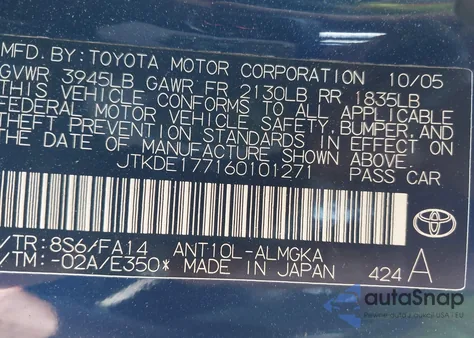 MFD. BY: TOYOTA MOTOR CORPORATION 10/05
GVWR 3945LB GAWR FR 2130LB RR 1835LB
THIS VEHICLE CONFORMS TO ALL APPLICABLE
FEDERAL MOTOR VEHICLE SAFETY, BUMPER, AND
THEFT PREVENTION STANDARDS IN EFFECT ON
THE DATE OF MANUFACTURE SHOWN ABOVE.
JTKDE177160101271 PASS CAR
/TR: 8S6/FA14 ANT10L-ALMGKA
/TM: -02A/E350* MADE IN JAPAN 424 A
TOYOTA
autoSnap